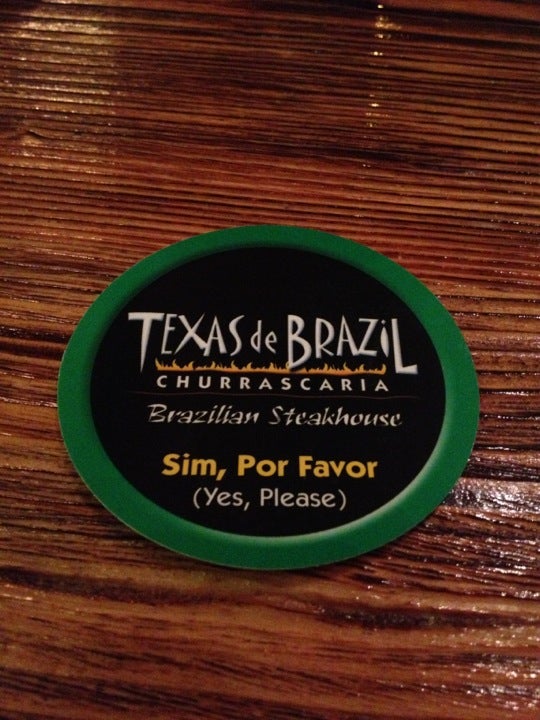 TEXAS de BRAZiL
CHURRASCARIA
Brazilian Steakhouse
Sim, Por Favor
(Yes, Please)